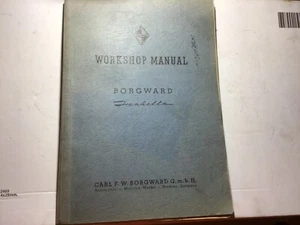 WORKSHOP MANUAL
BORGWARD
Isabella
CARL F. W. BORGWARD G.m.b.H.